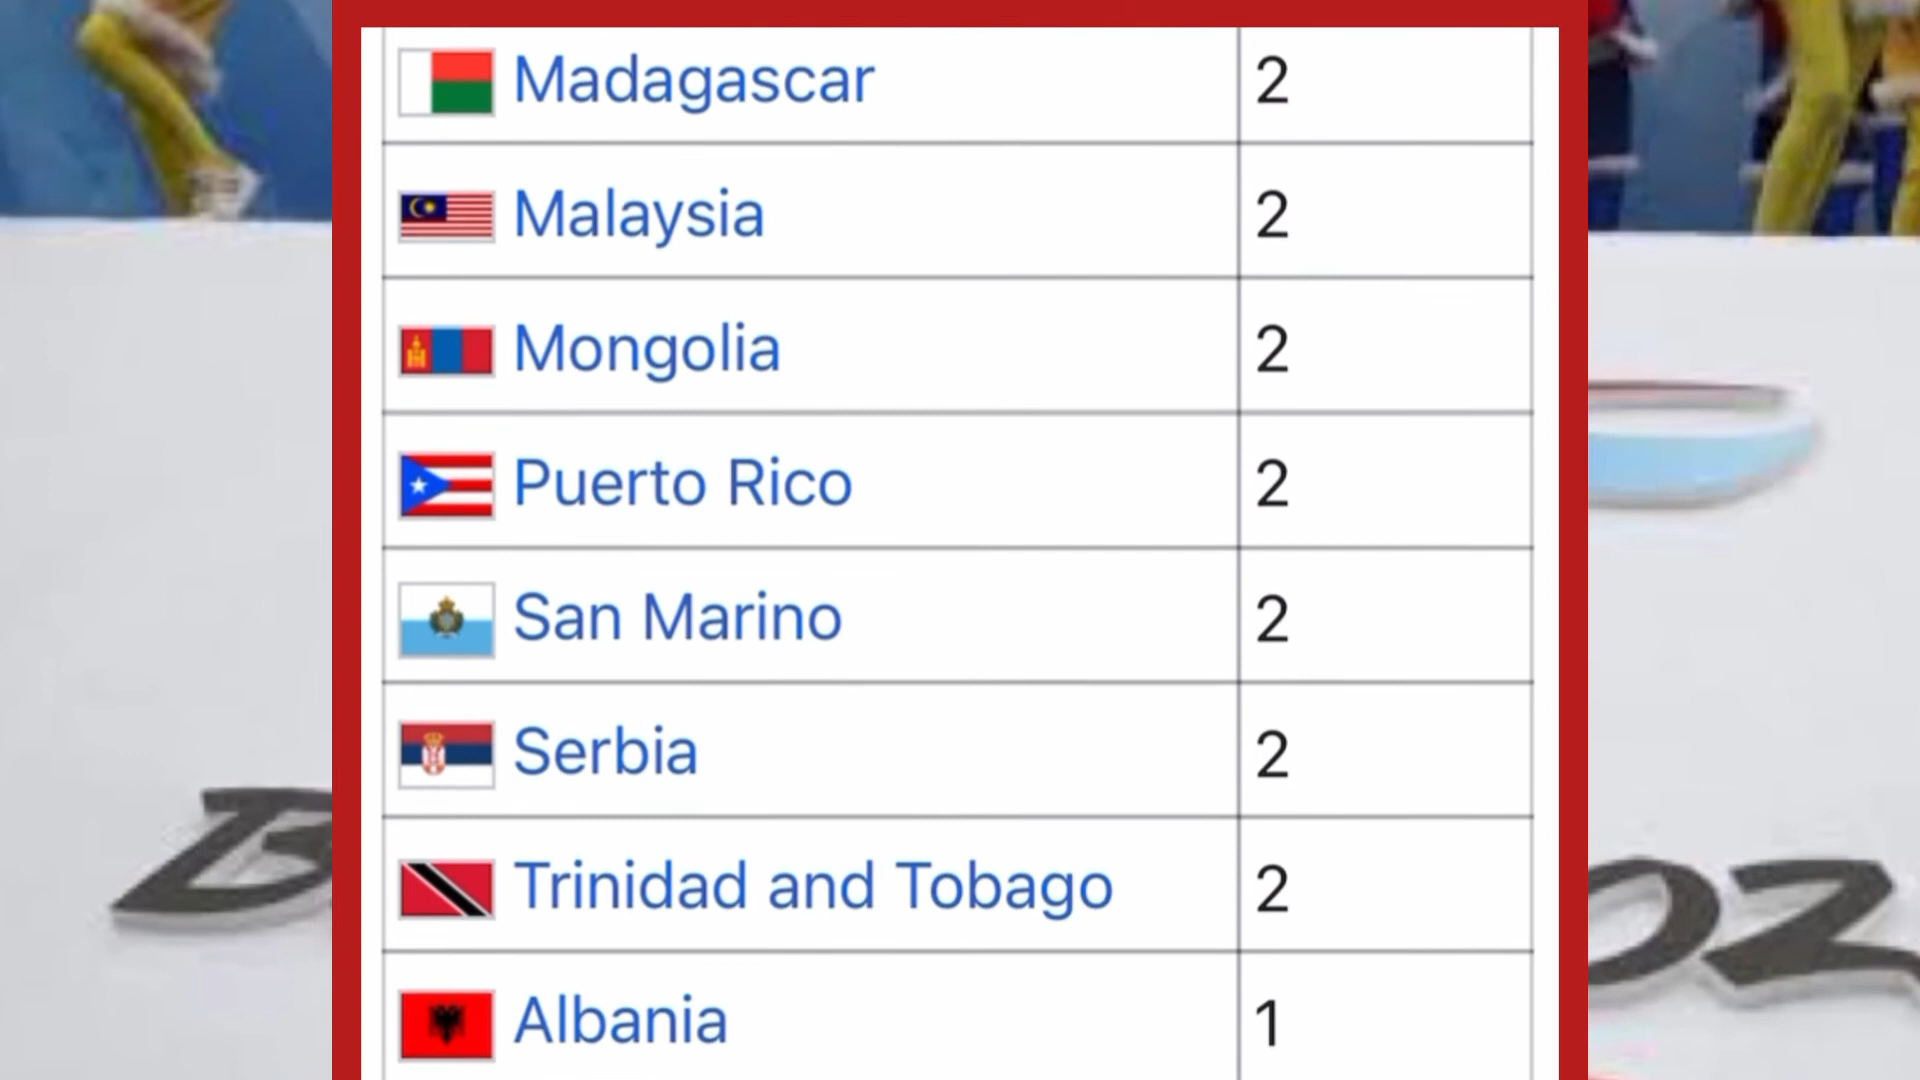 Madagascar 2
Malaysia 2
Mongolia 2
Puerto Rico 2
San Marino 2
Serbia 2
Trinidad and Tobago 2
Albania 1